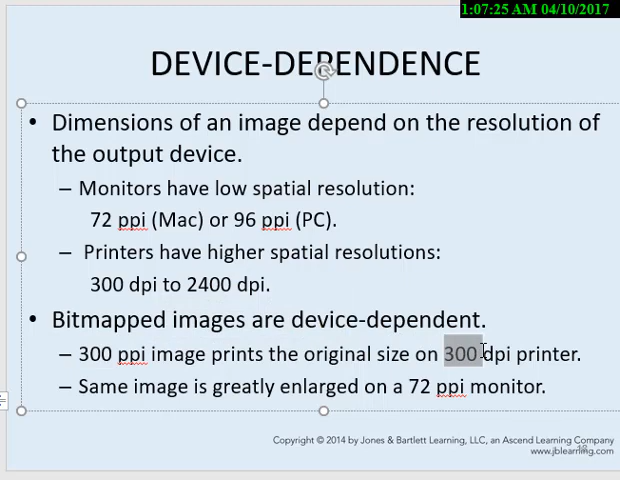 1:07:25 AM 04/10/2017
DEVICE-DEPENDENCE
• Dimensions of an image depend on the resolution of
the output device.
– Monitors have low spatial resolution:
72 ppi (Mac) or 96 ppi (PC).
– Printers have higher spatial resolutions:
300 dpi to 2400 dpi.
• Bitmapped images are device-dependent.
– 300 ppi image prints the original size on 300 dpi printer.
– Same image is greatly enlarged on a 72 ppi monitor.
Copyright © 2014 by Jones & Bartlett Learning, LLC, an Ascend Learning Company
www.jblearning.com